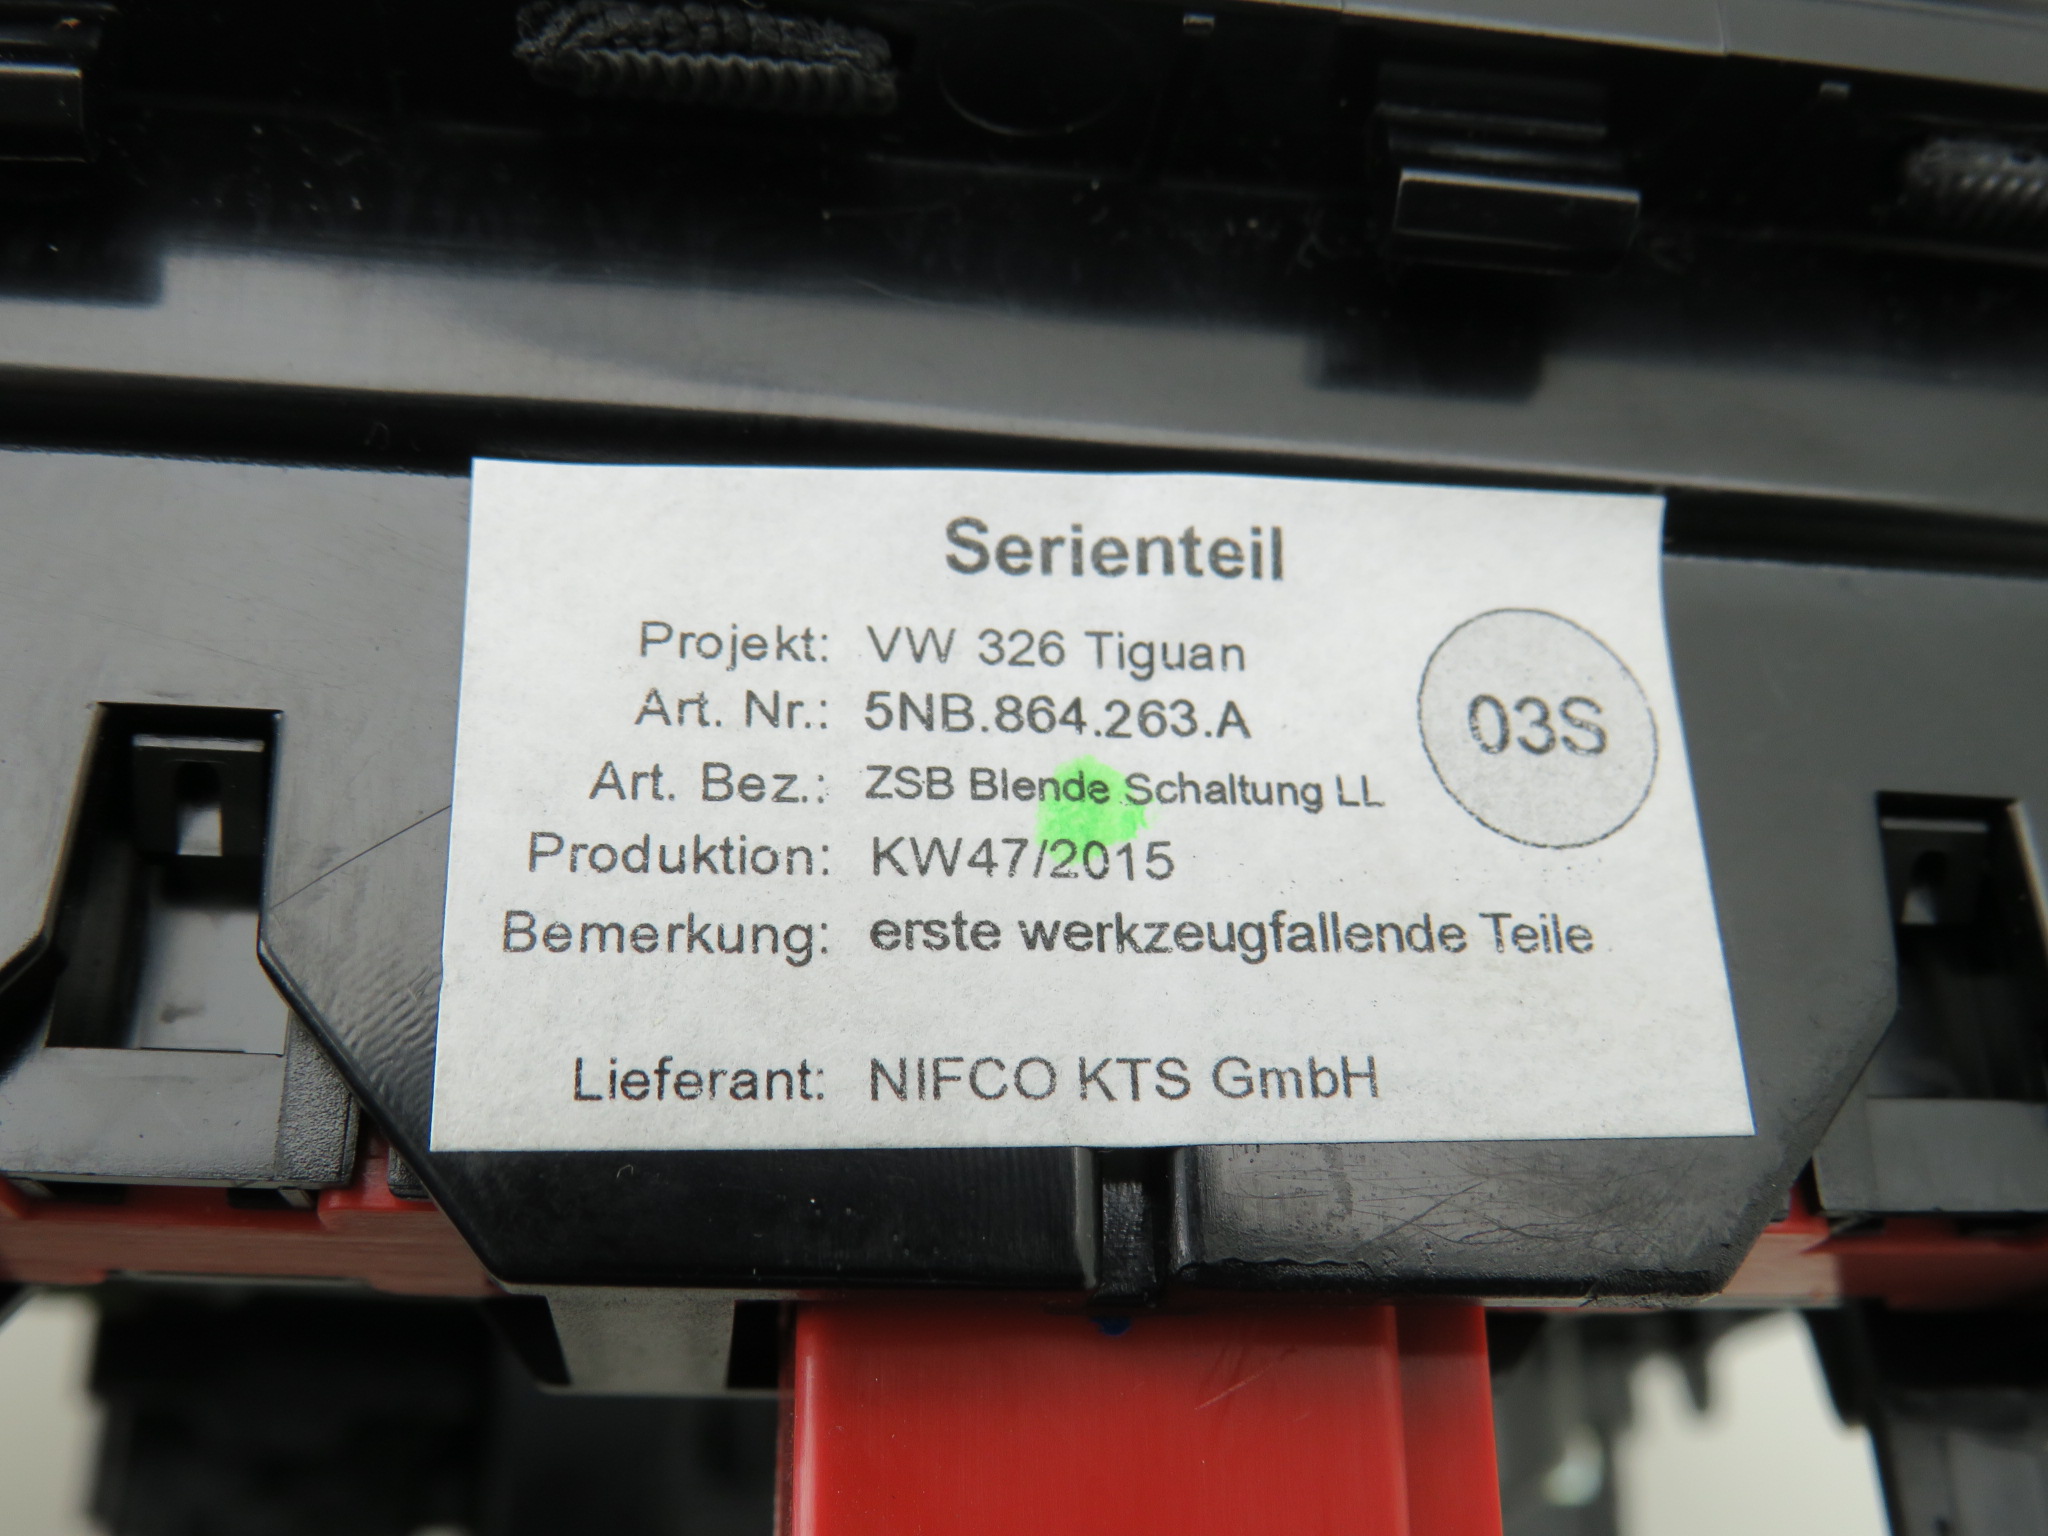 Serienteil
Projekt: VW 326 Tiguan
Art. Nr.: 5NB.864.263.A
03S
Art. Bez.: ZSB Blende Schaltung LL
Produktion: KW47/2015
Bemerkung: erste werkzeugfallende Teile
Lieferant: NIFCO KTS GmbH